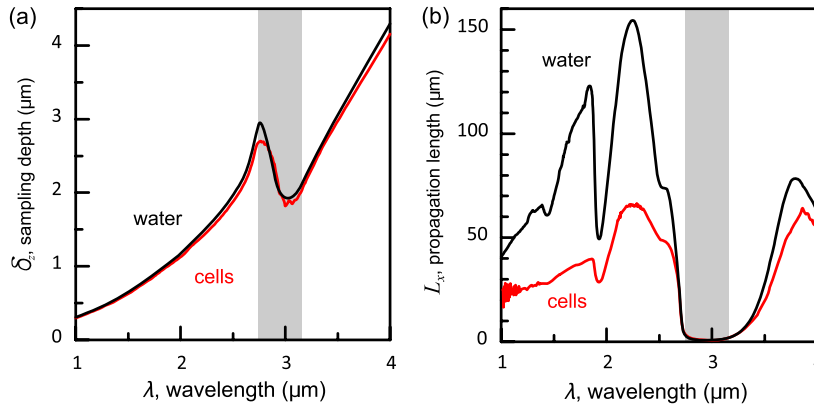 (a)
δz, sampling depth (µm)
4
3
2
1
0
water
cells
1
2
3
4
λ, wavelength (µm)
(b)
Lx, propagation length (µm)
150
100
50
0
water
cells
1
2
3
4
λ, wavelength (µm)